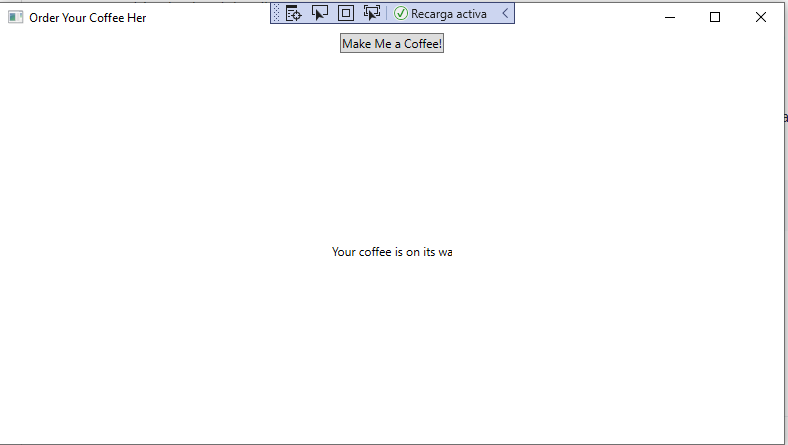 Order Your Coffee Her
Recarga activa
Make Me a Coffee!
a
Your coffee is on its wa